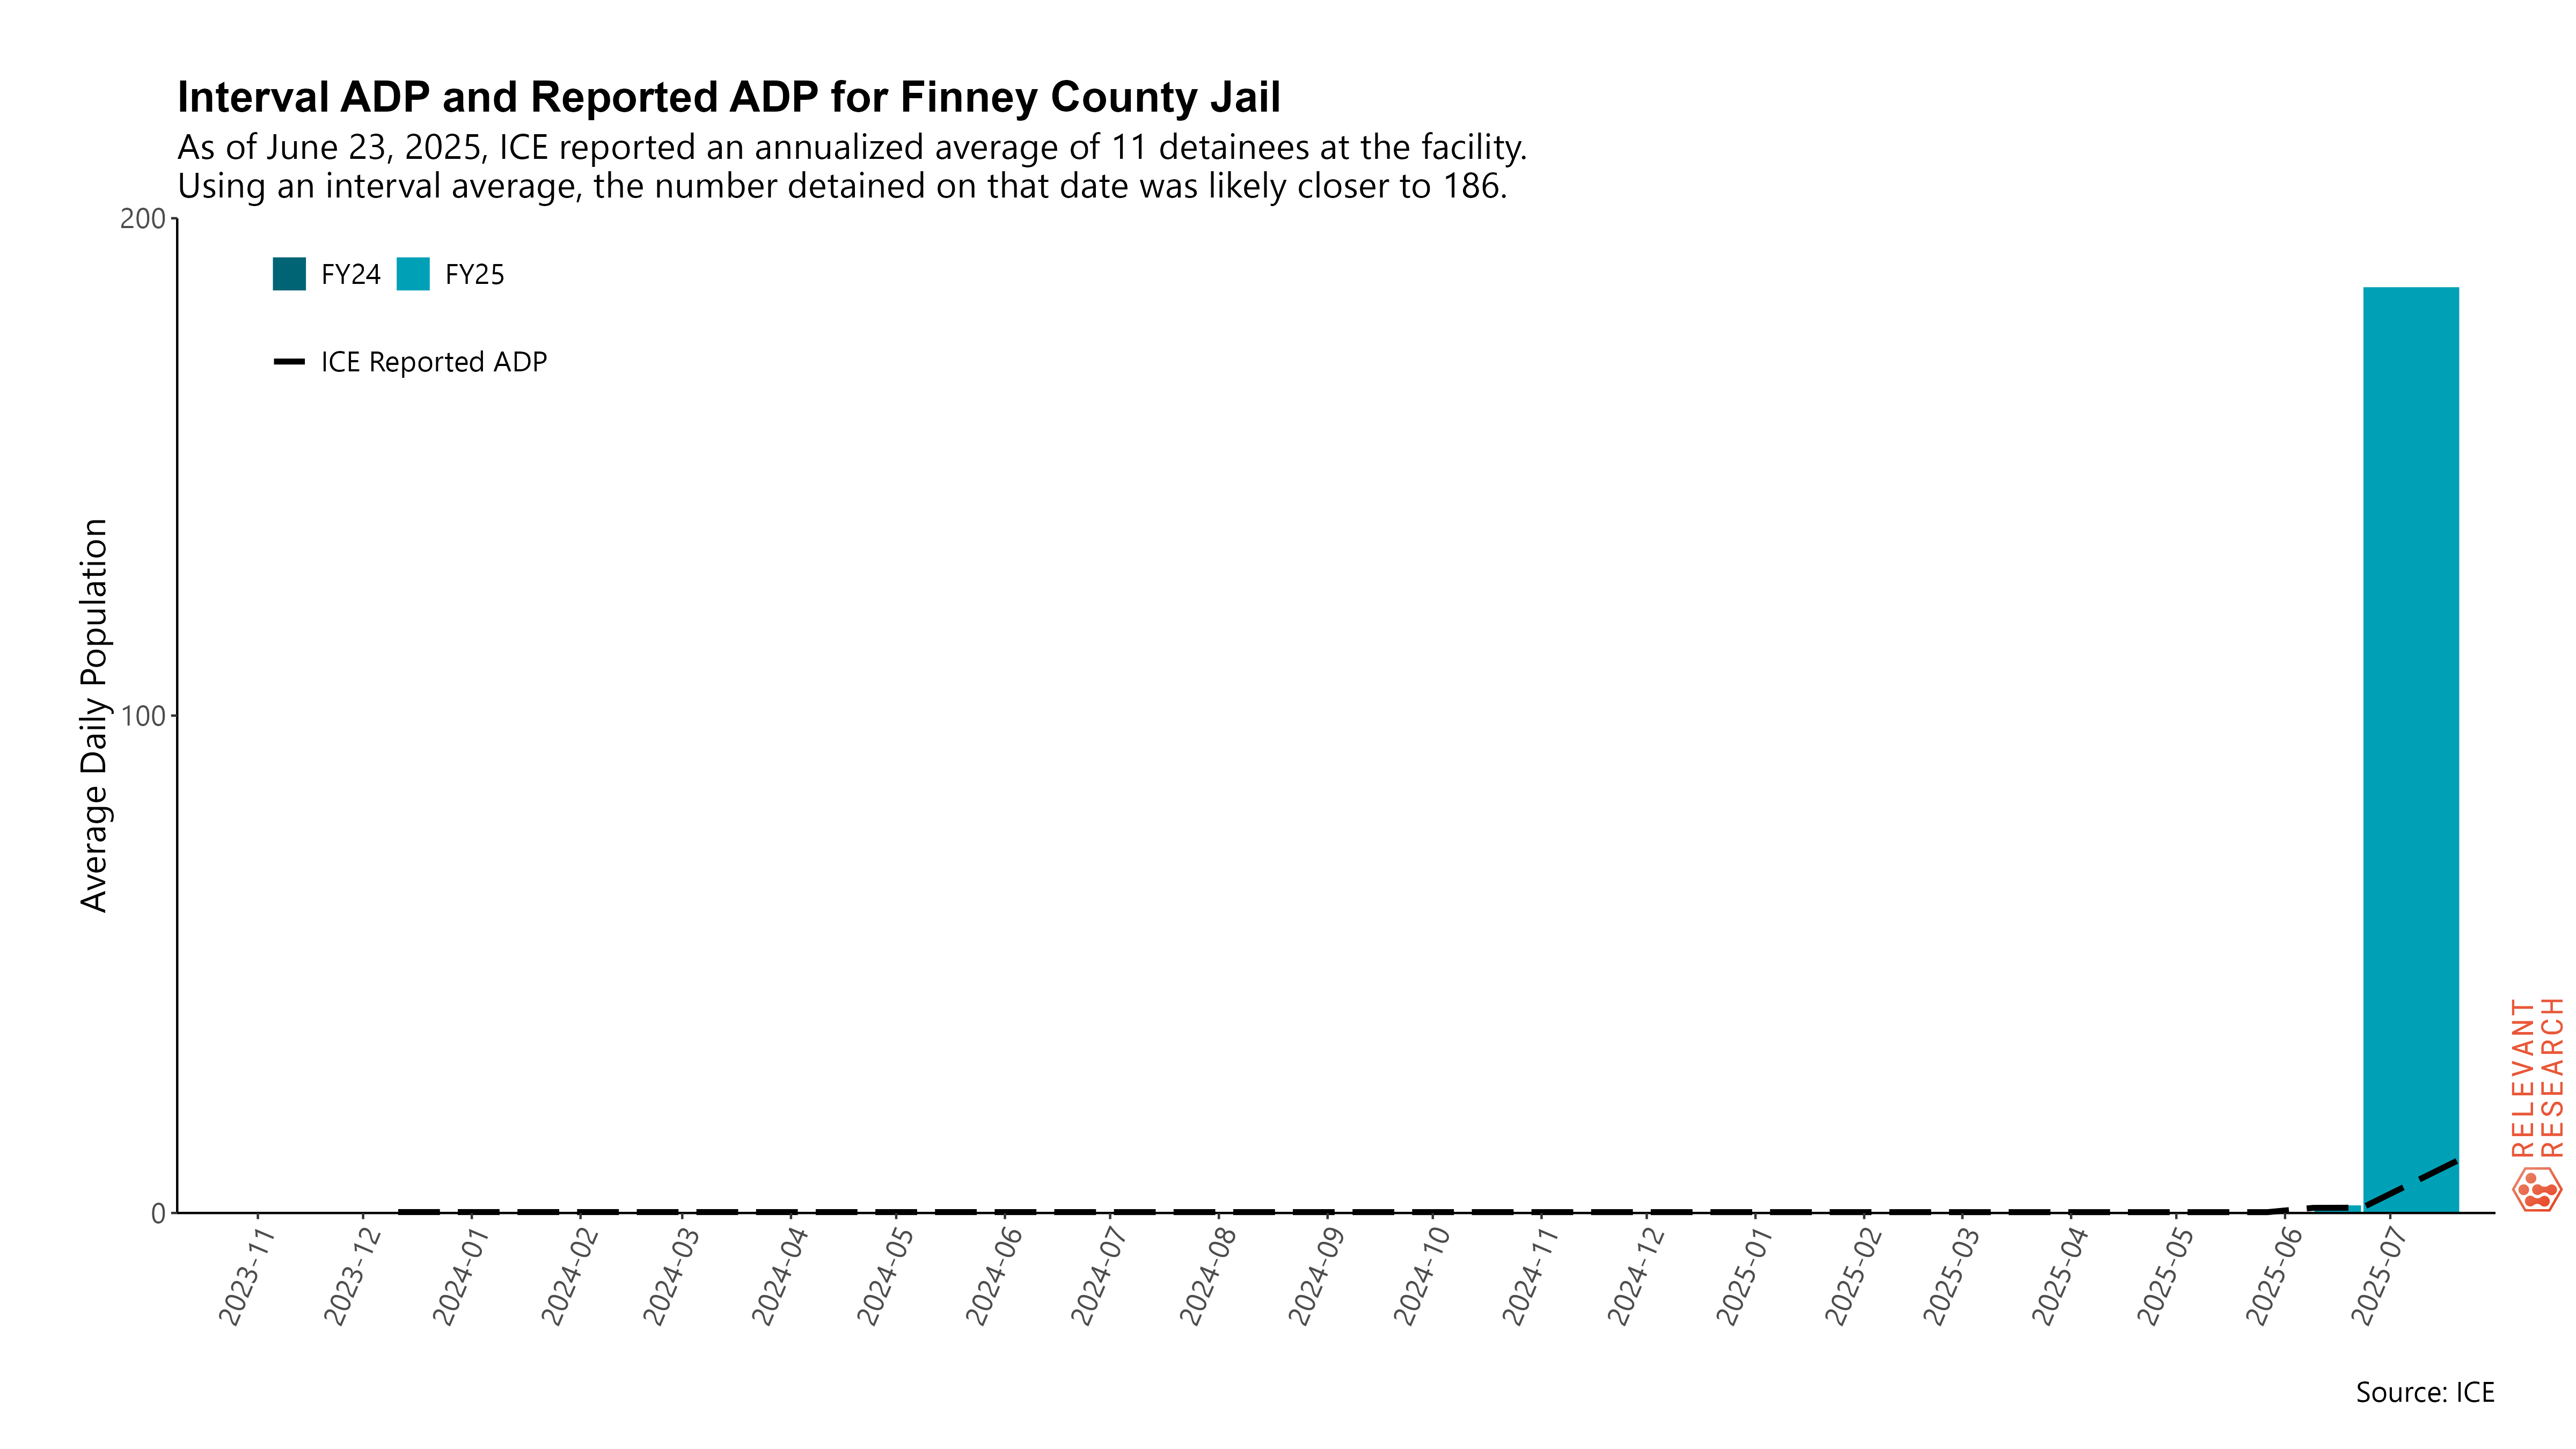 Interval ADP and Reported ADP for Finney County Jail
As of June 23, 2025, ICE reported an annualized average of 11 detainees at the facility.
Using an interval average, the number detained on that date was likely closer to 186.
200
FY24
FY25
ICE Reported ADP
Average Daily Population
100
0
2023-11
2023-12
2024-01
2024-02
2024-03
2024-04
2024-05
2024-06
2024-07
2024-08
2024-09
2024-10
2024-11
2024-12
2025-01
2025-02
2025-03
2025-04
2025-05
2025-06
2025-07
RELEVANT
RESEARCH
Source: ICE